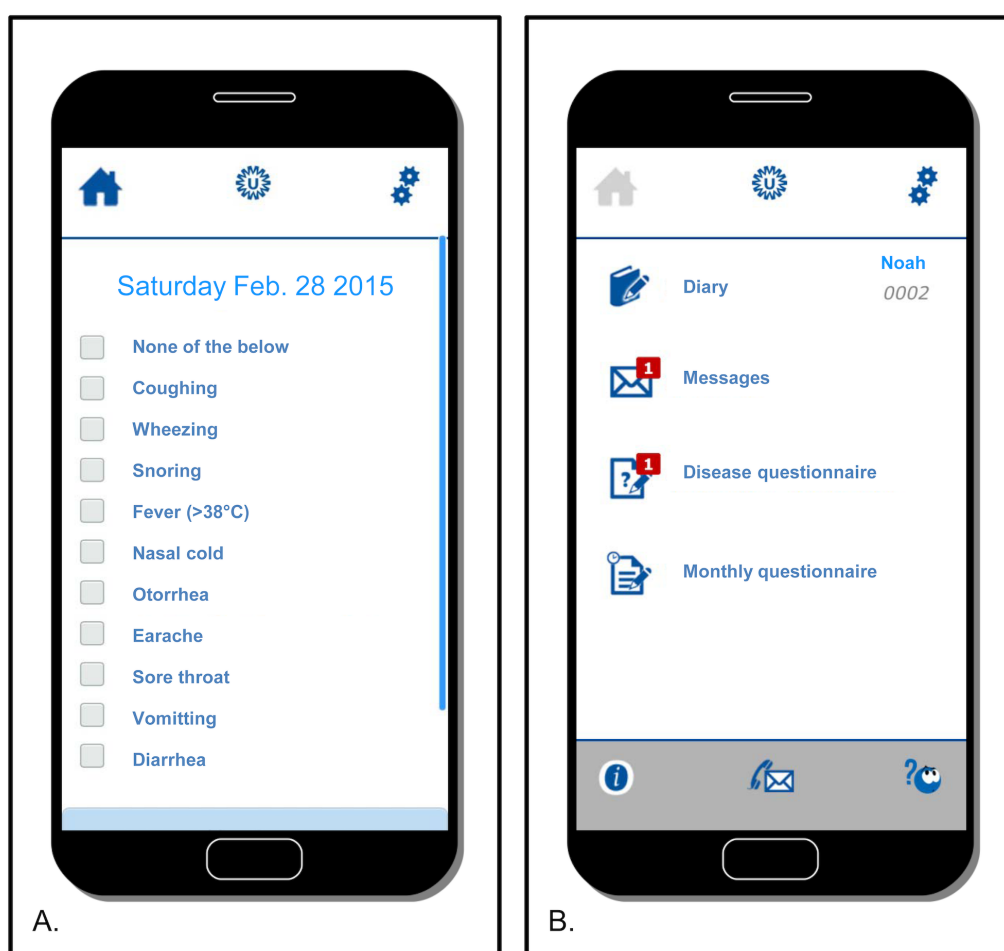 U
Saturday Feb. 28 2015
None of the below
Coughing
Wheezing
Snoring
Fever (>38°C)
Nasal cold
Otorrhea
Earache
Sore throat
Vomitting
Diarrhea
A.
U
Noah
Diary
0002
1
Messages
1
?
Disease questionnaire
Monthly questionnaire
i
?
B.